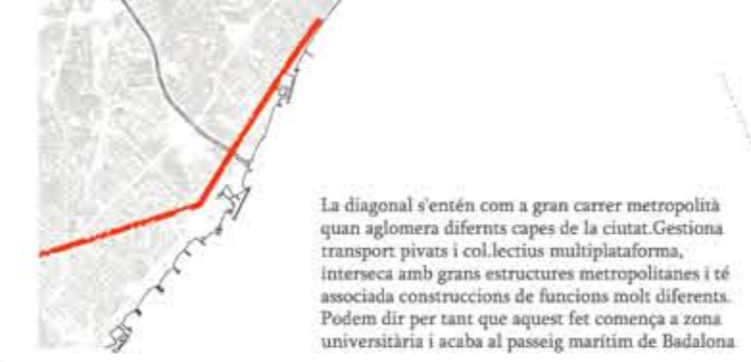 La diagonal s'entén com a gran carrer metropolità
quan aglomera difernts capes de la ciutat.Gestiona
transport pivats i col.lectius multiplataforma,
interseca amb grans estructures metropolitanes i té
associada construccions de funcions molt diferents.
Podem dir per tant que aquest fet comença a zona
universitària i acaba al passeig marítim de Badalona